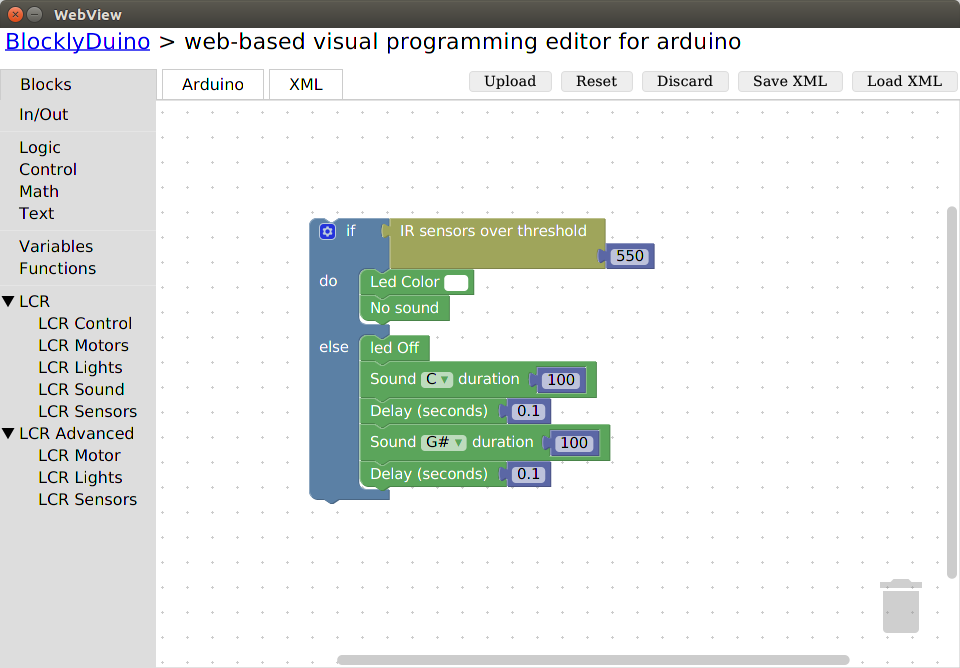 WebView
BlocklyDuino > web-based visual programming editor for arduino
Blocks
Arduino
XML
Upload
Reset
Discard
Save XML
Load XML
In/Out
Logic
Control
Math
Text
Variables
Functions
LCR
LCR Control
LCR Motors
LCR Lights
LCR Sound
LCR Sensors
LCR Advanced
LCR Motor
LCR Lights
LCR Sensors
if IR sensors over threshold
550
do Led Color
No sound
else led Off
Sound C duration 100
Delay (seconds) 0.1
Sound G# duration 100
Delay (seconds) 0.1